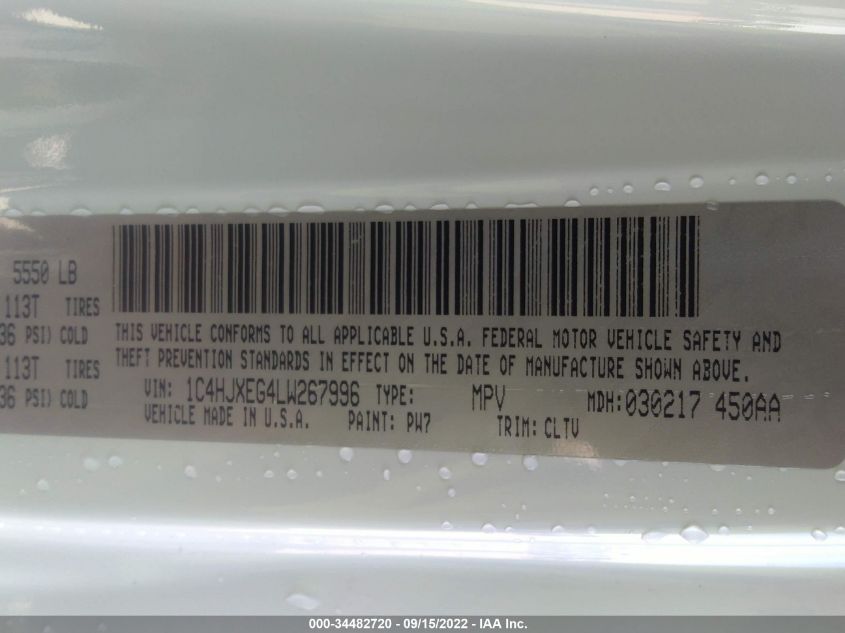 5550 LB
113T TIRES
36 PSI) COLD
113T TIRES
36 PSI) COLD
THIS VEHICLE CONFORMS TO ALL APPLICABLE U.S.A. FEDERAL MOTOR VEHICLE SAFETY AND
THEFT PREVENTION STANDARDS IN EFFECT ON THE DATE OF MANUFACTURE SHOWN ABOVE.
VIN: 1C4HJXEG4LW267996 TYPE: MPV MDH:030217 450AA
VEHICLE MADE IN U.S.A. PAINT: PW7 TRIM: CLTV
000-34482720 - 09/15/2022 - IAA Inc.